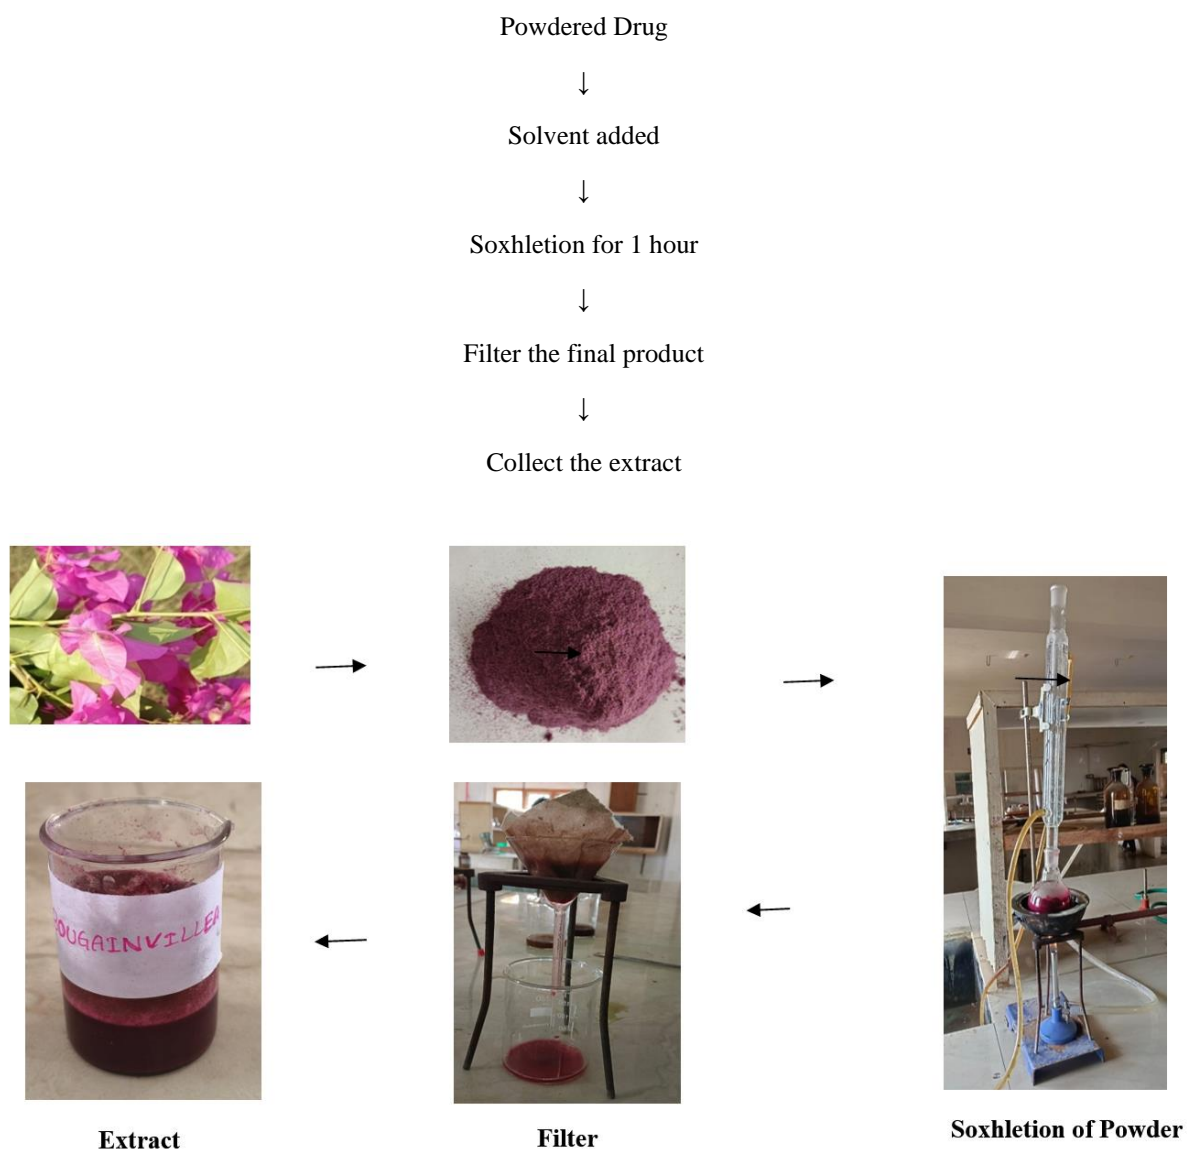 Powdered Drug
↓
Solvent added
↓
Soxhletion for 1 hour
↓
Filter the final product
↓
Collect the extract
OUGAINVILLEA
Extract
Filter
Soxhletion of Powder